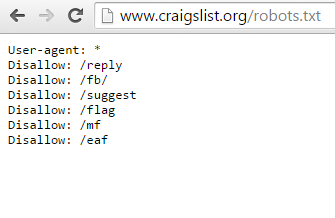 www.craigslist.org/robots.txt
User-agent: *
Disallow: /reply
Disallow: /fb/
Disallow: /suggest
Disallow: /flag
Disallow: /mf
Disallow: /eaf